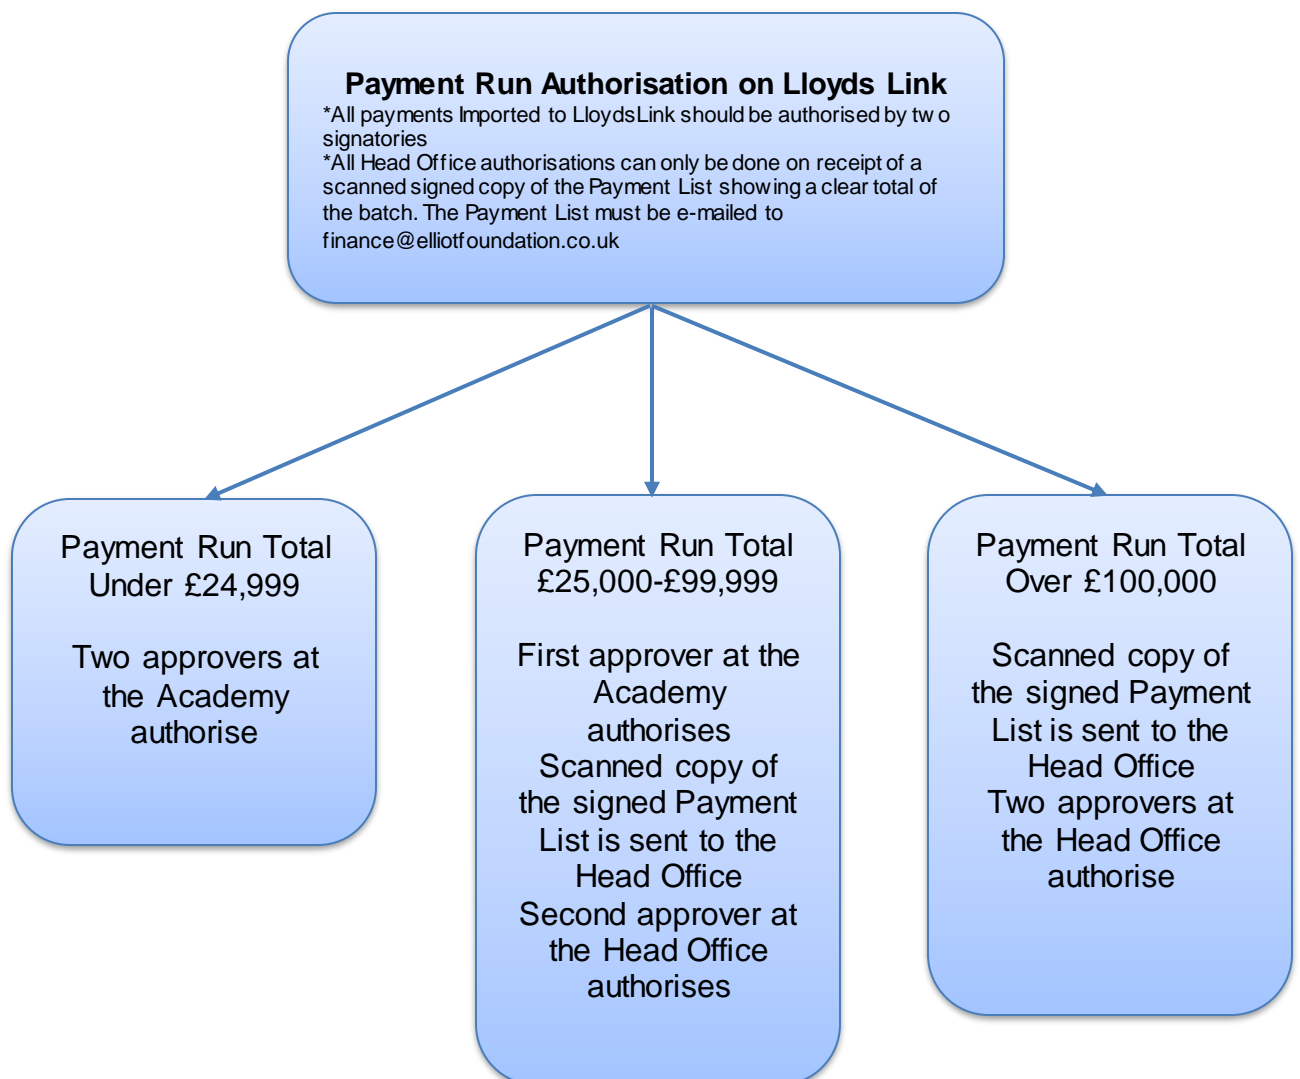 Payment Run Authorisation on Lloyds Link
*All payments Imported to LloydsLink should be authorised by two
signatories
*All Head Office authorisations can only be done on receipt of a
scanned signed copy of the Payment List showing a clear total of
the batch. The Payment List must be e-mailed to
finance@elliotfoundation.co.uk
Payment Run Total
Under £24,999
Two approvers at
the Academy
authorise
Payment Run Total
£25,000-£99,999
First approver at the
Academy
authorises
Scanned copy of
the signed Payment
List is sent to the
Head Office
Second approver at
the Head Office
authorises
Payment Run Total
Over £100,000
Scanned copy of
the signed Payment
List is sent to the
Head Office
Two approvers at
the Head Office
authorise